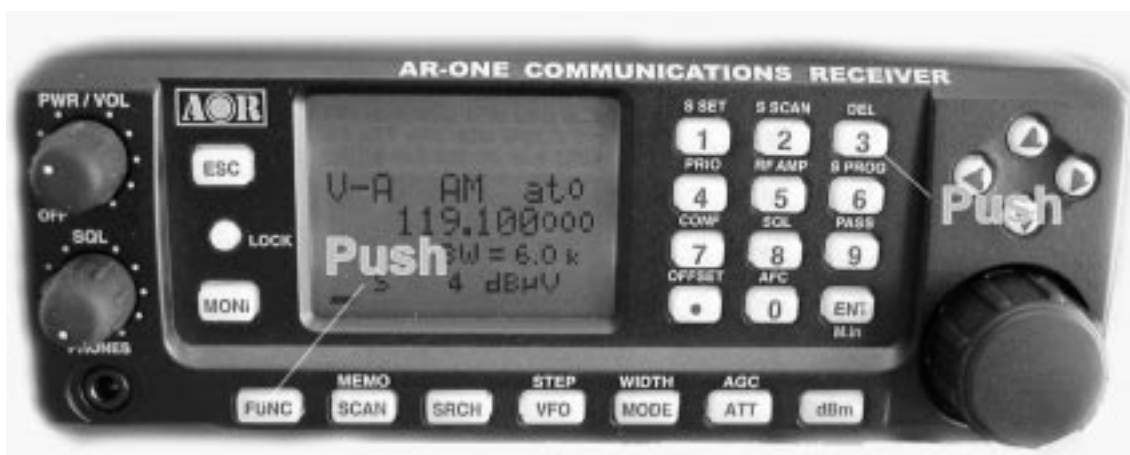 AR-ONE COMMUNICATIONS RECEIVER
PWR / VOL
AOR
S SET S SCAN DEL
1 2 3
ESC
PRIO RF AMP S PROG
V-A AM ato
4 5 6
OFF
119.100000
Push
CONF SQL PASS
SQL
LOCK
Push
BW = 6.0 k
7 8 9
OFFSET AFC
S 4 dBµV
MONi
0 ENT
M.in
PHONES
MEMO STEP WIDTH AGC
FUNC SCAN SRCH VFO MODE ATT dBm